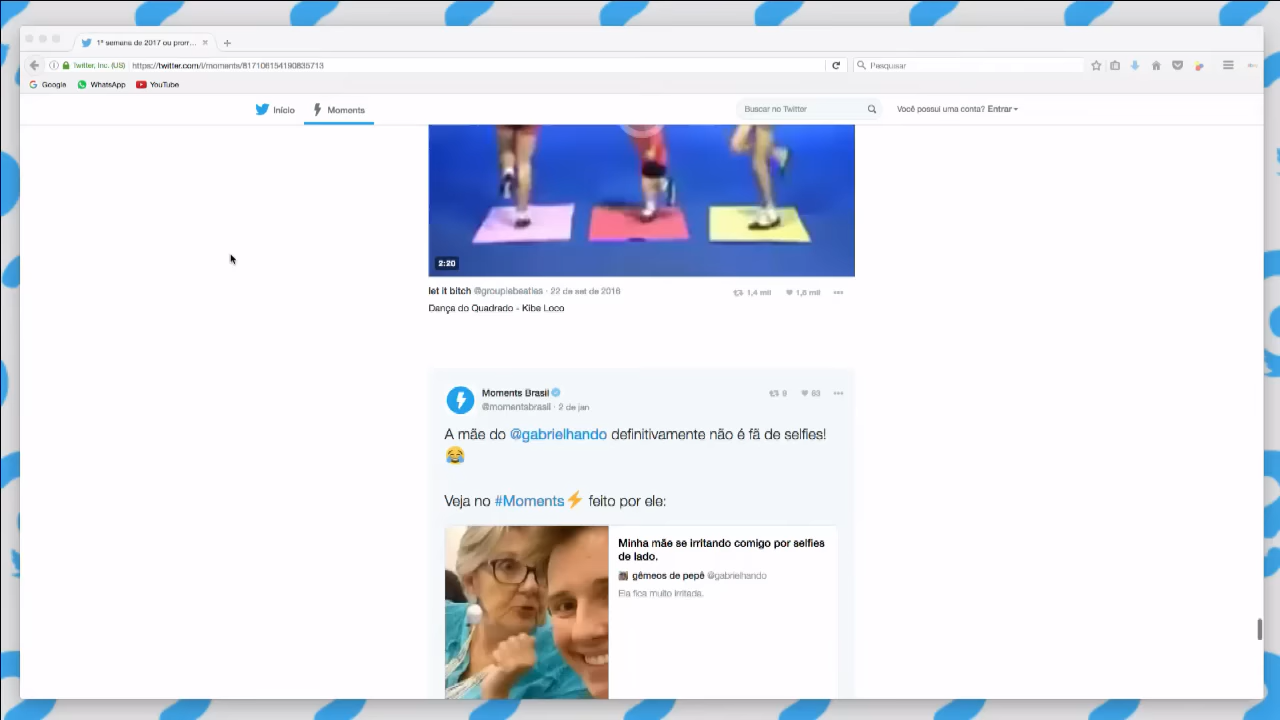 1ª semana de 2017 ou prorr...
Twitter, Inc. (US)
https://twitter.com/i/moments/817106154190835713
Pesquisar
Google
WhatsApp
YouTube
Início
Moments
Buscar no Twitter
Você possui uma conta? Entrar
2:20
let it bitch @groupiebeatles · 22 de set de 2016
1,4 mil
1,6 mil
Dança do Quadrado - Kibe Loco
Moments Brasil
9
63
@momentsbrasil · 2 de jan
A mãe do @gabrielhando definitivamente não é fã de selfies!
😂
Veja no #Moments⚡ feito por ele:
Minha mãe se irritando comigo por selfies
de lado.
gêmeos de pepê @gabrielhando
Ela fica muito irritada.